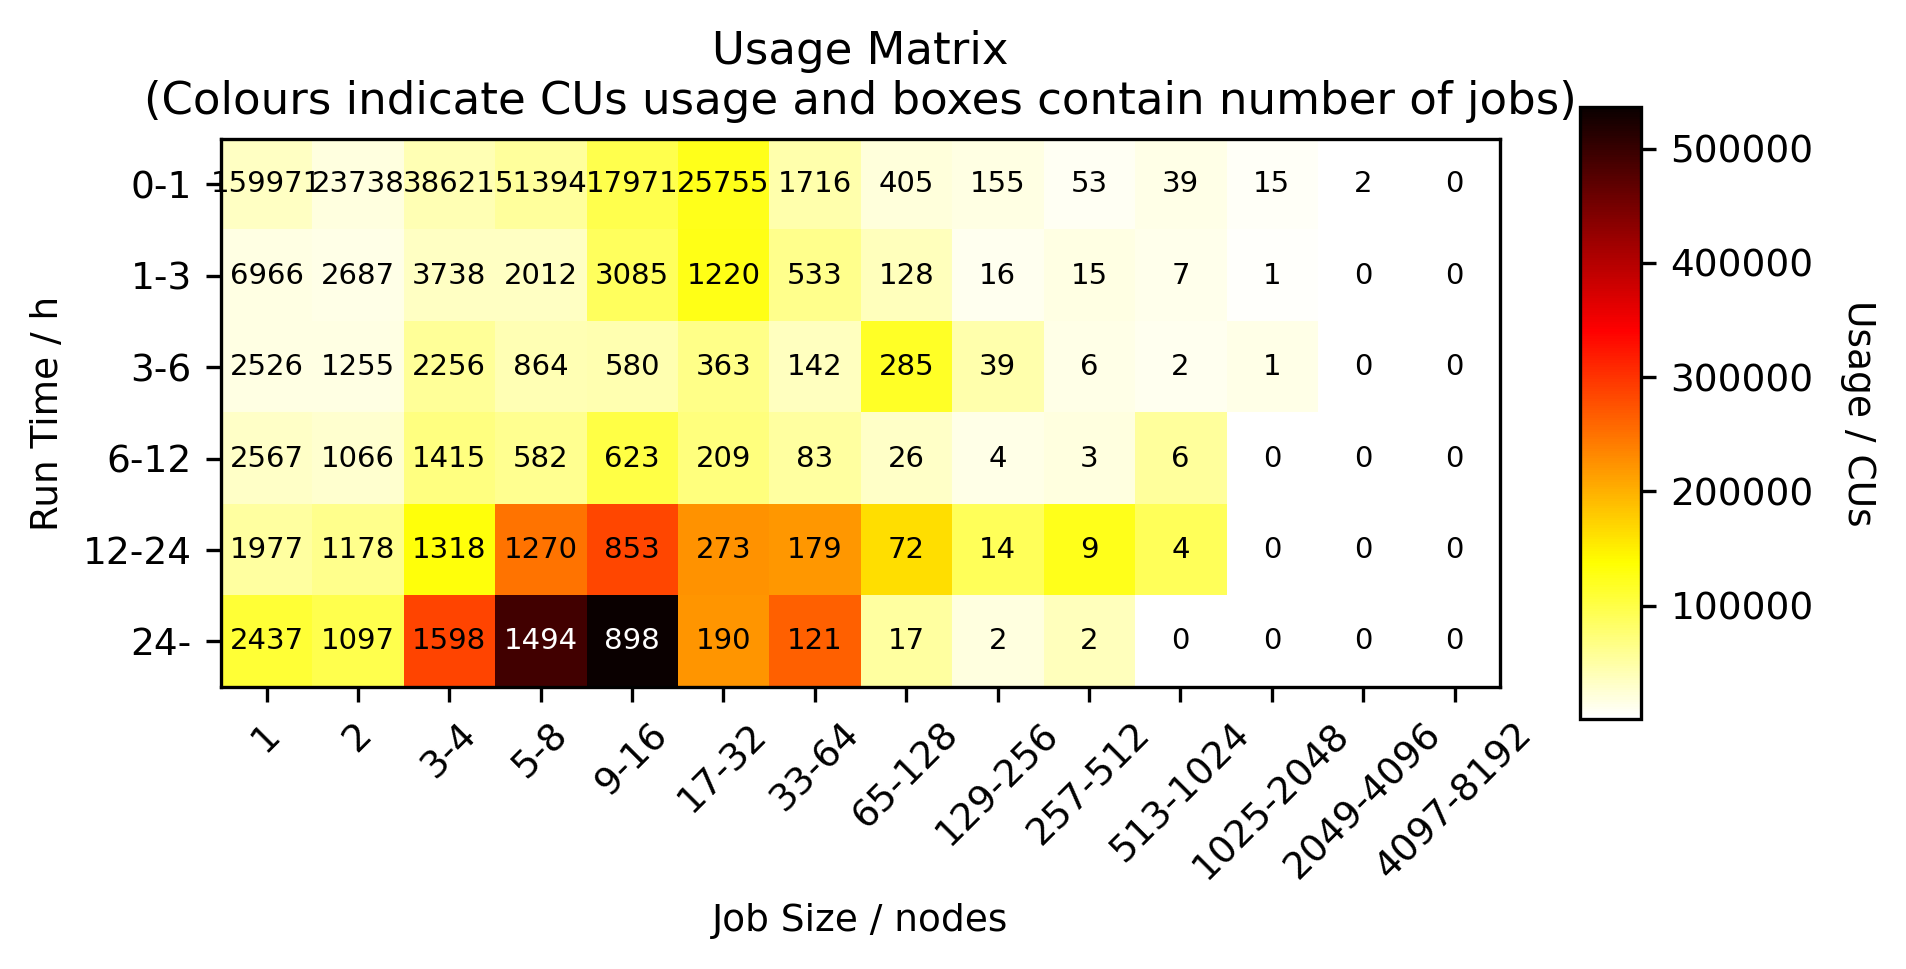 Usage Matrix
(Colours indicate CUs usage and boxes contain number of jobs)
0-1 159971 23738 38621 51394 17971 25755 1716 405 155 53 39 15 2 0
1-3 6966 2687 3738 2012 3085 1220 533 128 16 15 7 1 0 0
3-6 2526 1255 2256 864 580 363 142 285 39 6 2 1 0 0
6-12 2567 1066 1415 582 623 209 83 26 4 3 6 0 0 0
12-24 1977 1178 1318 1270 853 273 179 72 14 9 4 0 0 0
24- 2437 1097 1598 1494 898 190 121 17 2 2 0 0 0 0
1 2 3-4 5-8 9-16 17-32 33-64 65-128 129-256 257-512 513-1024 1025-2048 2049-4096 4097-8192
Job Size / nodes
Run Time / h
500000
400000
300000
200000
100000
Usage / CUs